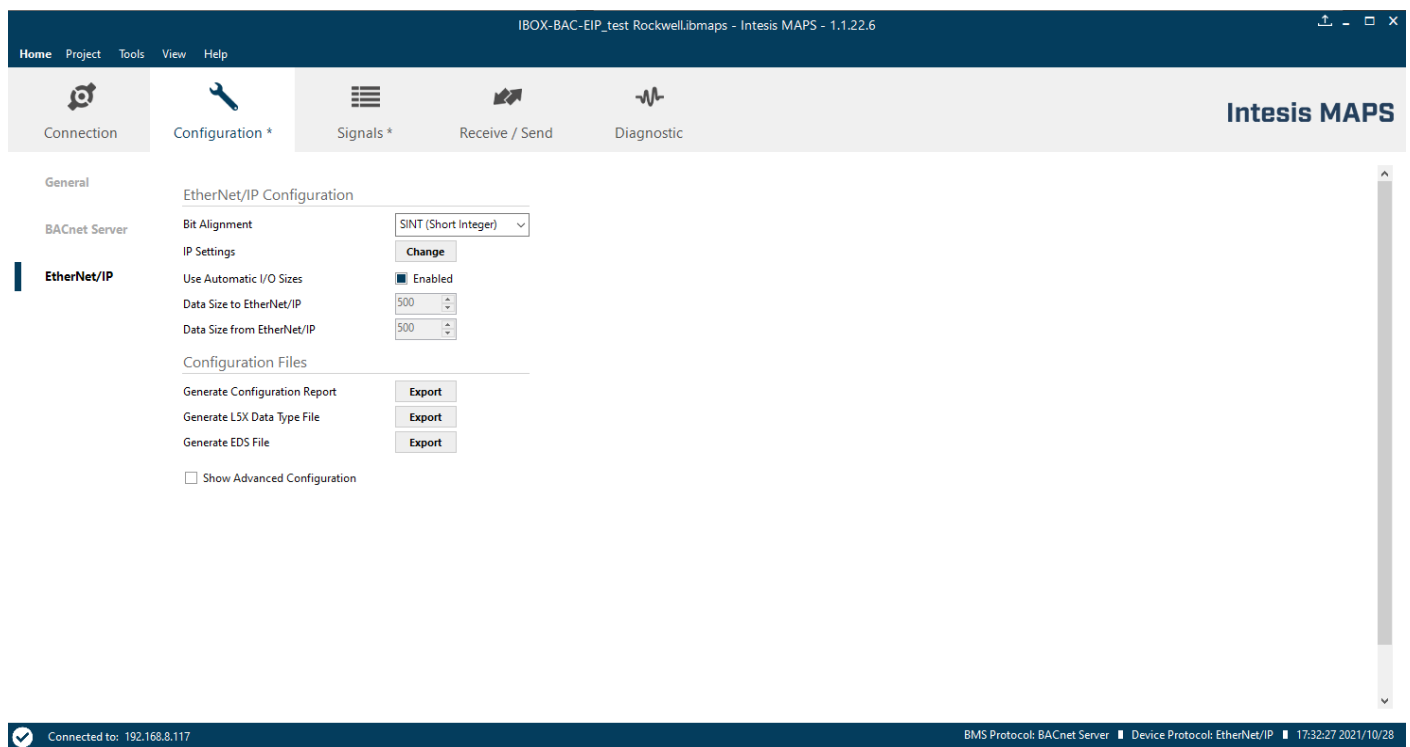 IBOX-BAC-EIP_test Rockwell.ibmaps - Intesis MAPS - 1.1.22.6
Home Project Tools View Help
Connection Configuration * Signals * Receive / Send Diagnostic
Intesis MAPS
General
BACnet Server
EtherNet/IP
EtherNet/IP Configuration
Bit Alignment SINT (Short Integer)
IP Settings Change
Use Automatic I/O Sizes Enabled
Data Size to EtherNet/IP 500
Data Size from EtherNet/IP 500
Configuration Files
Generate Configuration Report Export
Generate L5X Data Type File Export
Generate EDS File Export
Show Advanced Configuration
Connected to: 192.168.8.117 BMS Protocol: BACnet Server Device Protocol: EtherNet/IP 17:32:27 2021/10/28